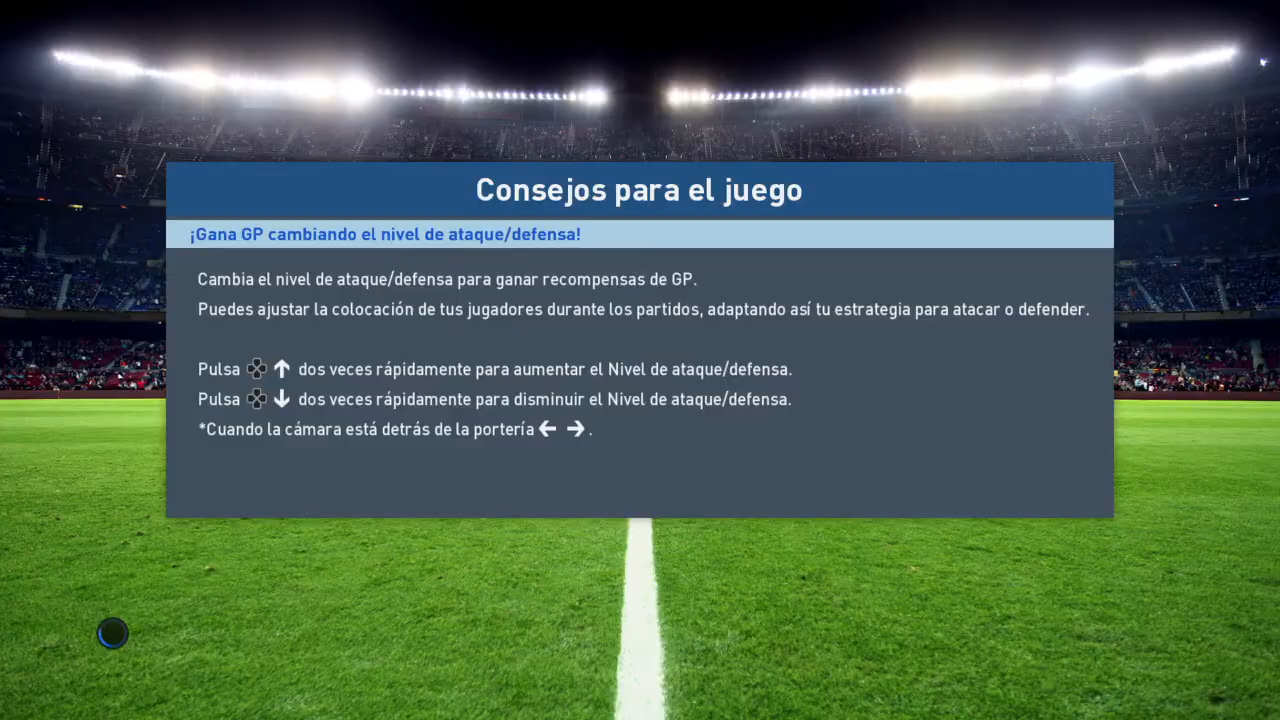 Consejos para el juego
¡Gana GP cambiando el nivel de ataque/defensa!
Cambia el nivel de ataque/defensa para ganar recompensas de GP.
Puedes ajustar la colocación de tus jugadores durante los partidos, adaptando así tu estrategia para atacar o defender.
Pulsa ↑ dos veces rápidamente para aumentar el Nivel de ataque/defensa.
Pulsa ↓ dos veces rápidamente para disminuir el Nivel de ataque/defensa.
*Cuando la cámara está detrás de la portería ← → .